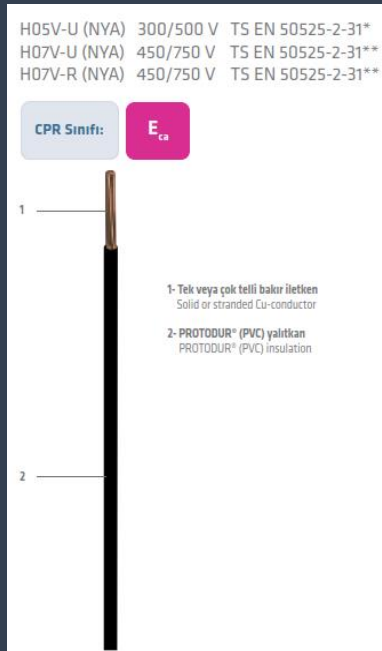 H05V-U (NYA) 300/500 V TS EN 50525-2-31*
H07V-U (NYA) 450/750 V TS EN 50525-2-31**
H07V-R (NYA) 450/750 V TS EN 50525-2-31**
CPR Sınıfı: Eca
1
1- Tek veya çok telli bakır iletken
Solid or stranded Cu-conductor
2- PROTODUR® (PVC) yalıtkan
PROTODUR® (PVC) insulation
2